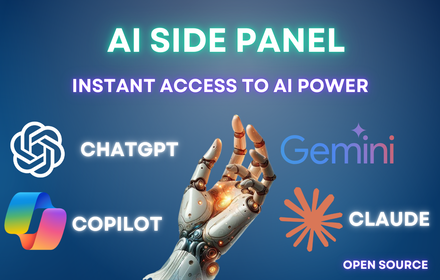 AI SIDE PANEL
INSTANT ACCESS TO AI POWER
CHATGPT
Gemini
COPILOT
CLAUDE
OPEN SOURCE